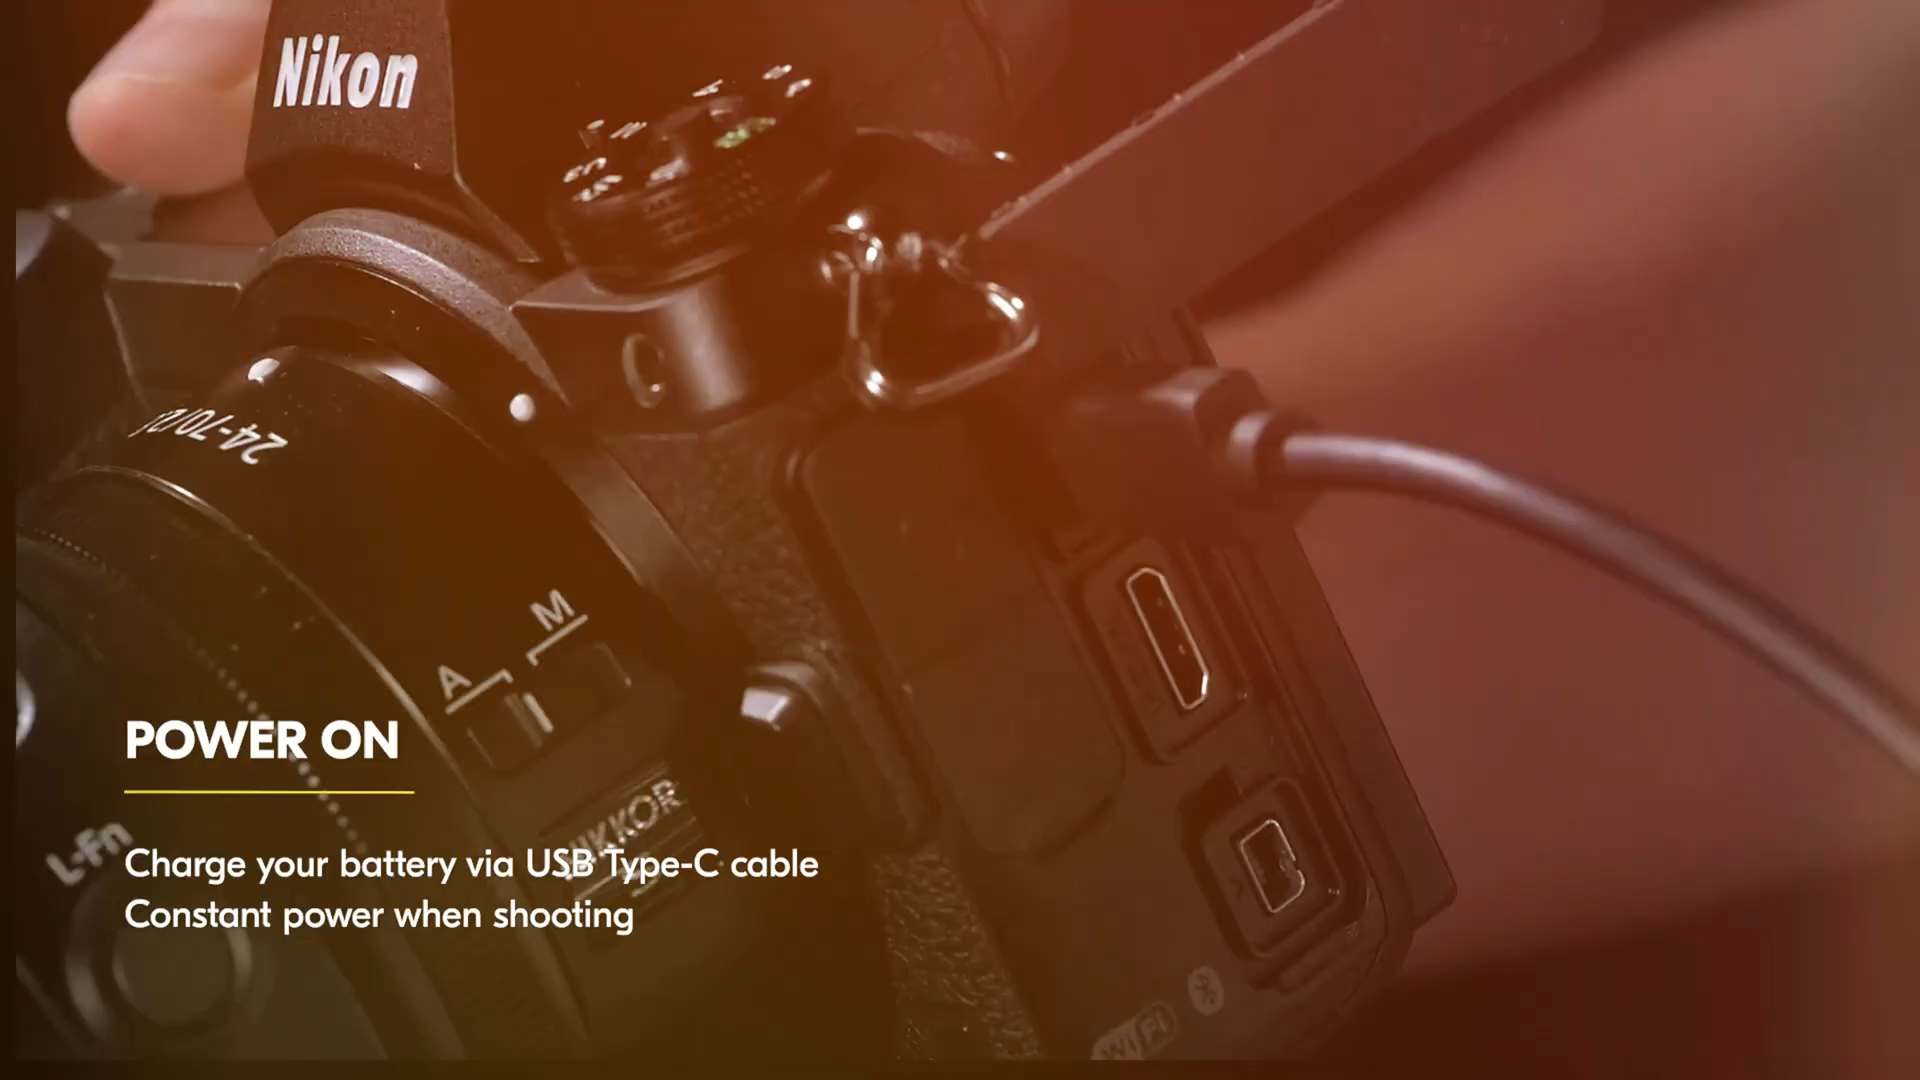 Nikon
24-70/2
M
A
POWER ON
NIKKOR
L-Fn
Charge your battery via USB Type-C cable
Constant power when shooting
WiFi